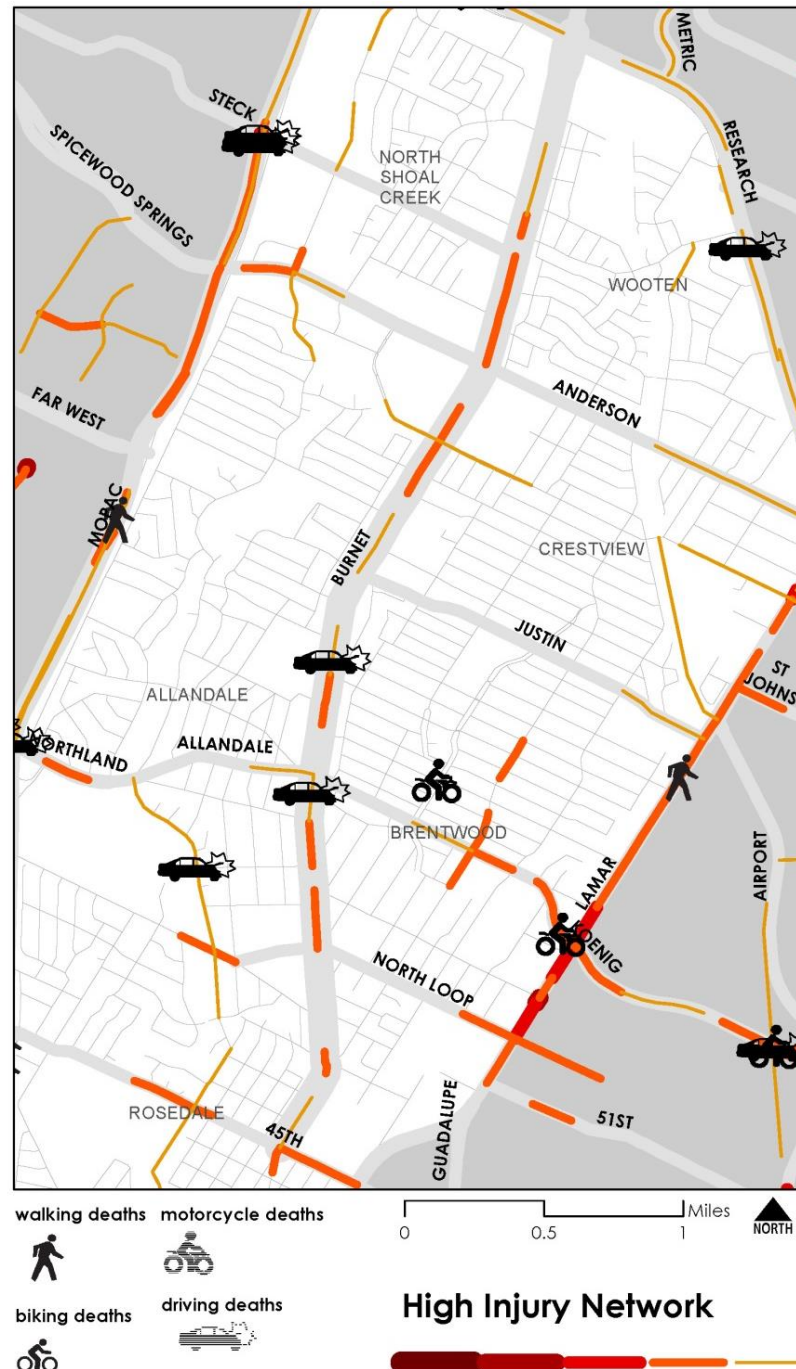 METRIC
STECK
RESEARCH
SPICEWOOD SPRINGS
NORTH
SHOAL
CREEK
WOOTEN
FAR WEST
ANDERSON
MOPAC
BURNET
CRESTVIEW
JUSTIN
ST
JOHNS
ALLANDALE
NORTHLAND
ALLANDALE
BRENTWOOD
LAMAR
AIRPORT
KOENIG
NORTH LOOP
GUADALUPE
ROSEDALE
45TH
51ST
walking deaths
motorcycle deaths
Miles
0
0.5
1
NORTH
biking deaths
driving deaths
High Injury Network